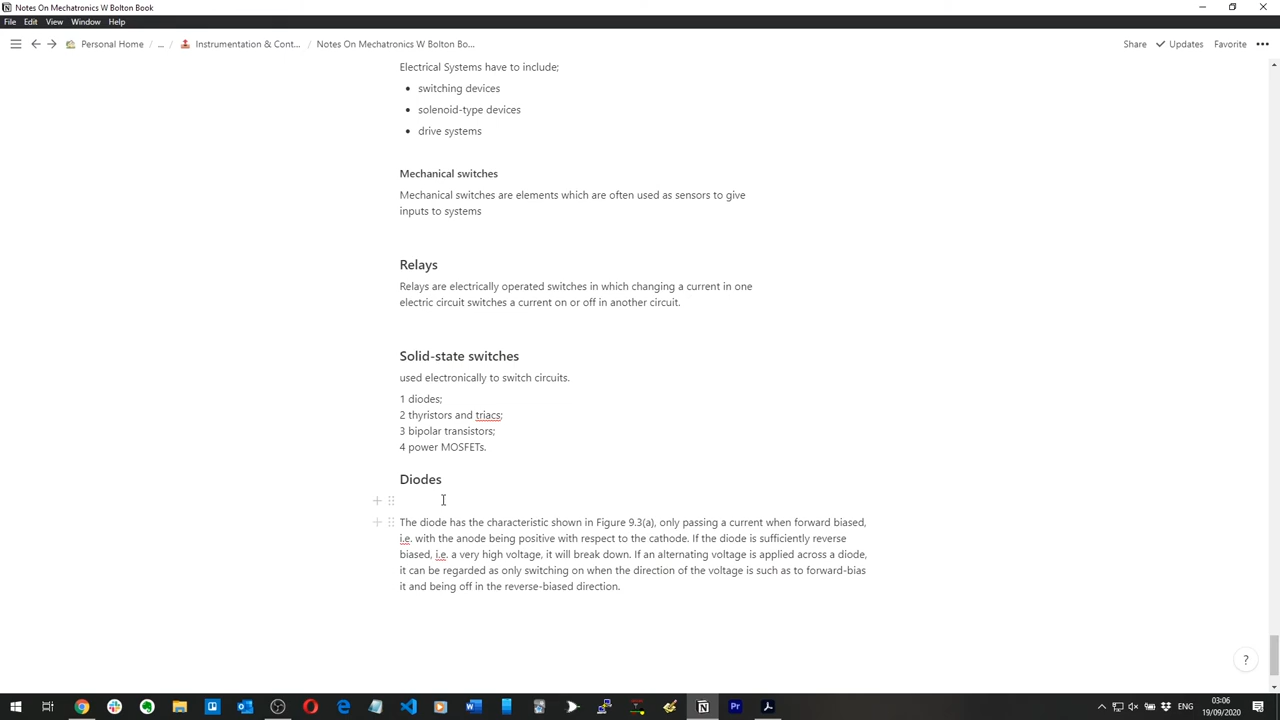 Notes On Mechatronics W Bolton Book
File Edit View Window Help
Personal Home / ... / Instrumentation & Cont... / Notes On Mechatronics W Bolton Bo...
Share Updates Favorite
Electrical Systems have to include;
• switching devices
• solenoid-type devices
• drive systems
Mechanical switches
Mechanical switches are elements which are often used as sensors to give
inputs to systems
Relays
Relays are electrically operated switches in which changing a current in one
electric circuit switches a current on or off in another circuit.
Solid-state switches
used electronically to switch circuits.
1 diodes;
2 thyristors and triacs;
3 bipolar transistors;
4 power MOSFETs.
Diodes
The diode has the characteristic shown in Figure 9.3(a), only passing a current when forward biased,
i.e. with the anode being positive with respect to the cathode. If the diode is sufficiently reverse
biased, i.e. a very high voltage, it will break down. If an alternating voltage is applied across a diode,
it can be regarded as only switching on when the direction of the voltage is such as to forward-bias
it and being off in the reverse-biased direction.
?
ENG
03:06
19/09/2020